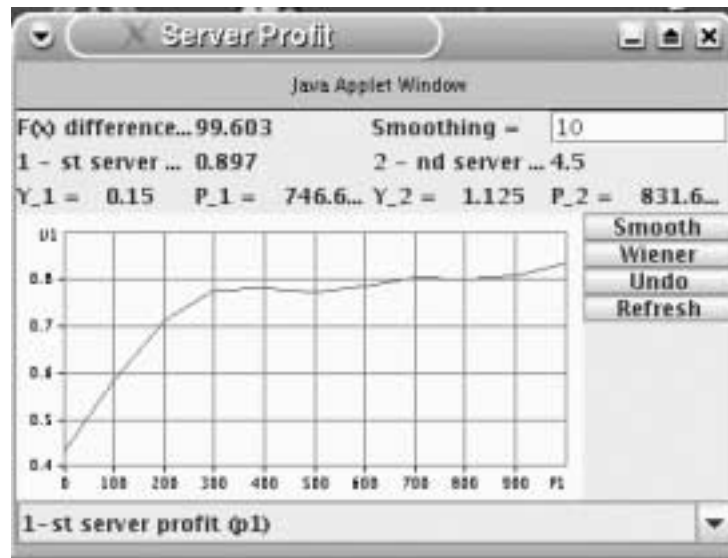 Server Profit
Java Applet Window
F(x) difference... 99.603 Smoothing = 10
1 - st server ... 0.897 2 - nd server ... 4.5
Y_1 = 0.15 P_1 = 746.6... Y_2 = 1.125 P_2 = 831.6...
Smooth
Wiener
Undo
Refresh
0.8
0.7
0.6
0.5
0.4
0 100 200 300 400 500 600 700 800 900 P1
1-st server profit (p1)